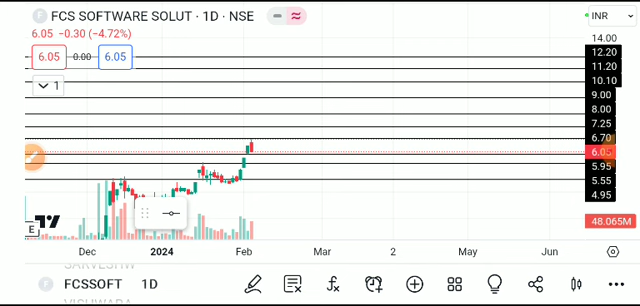 FCS SOFTWARE SOLUT · 1D · NSE
INR
6.05 −0.30 (−4.72%)
6.05 0.00 6.05
1
14.00
12.20
11.20
10.10
9.00
8.00
7.25
6.70
6.05
5.95
5.55
4.95
48.065M
E
Dec 2024 Feb Mar 2 May Jun
FCSSOFT 1D